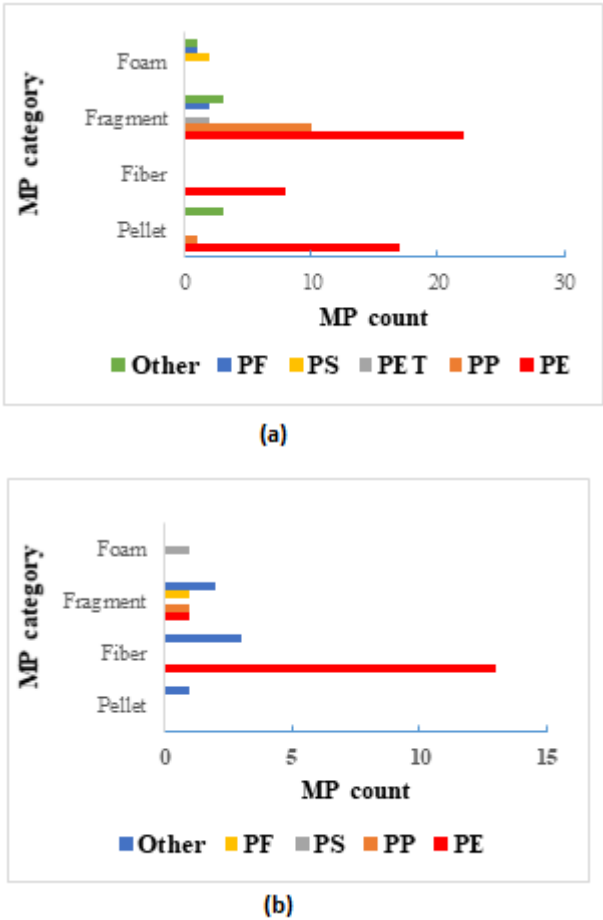 MP category
Foam
Fragment
Fiber
Pellet
0 10 20 30
MP count
Other PF PS PET PP PE
(a)
MP category
Foam
Fragment
Fiber
Pellet
0 5 10 15
MP count
Other PF PS PP PE
(b)